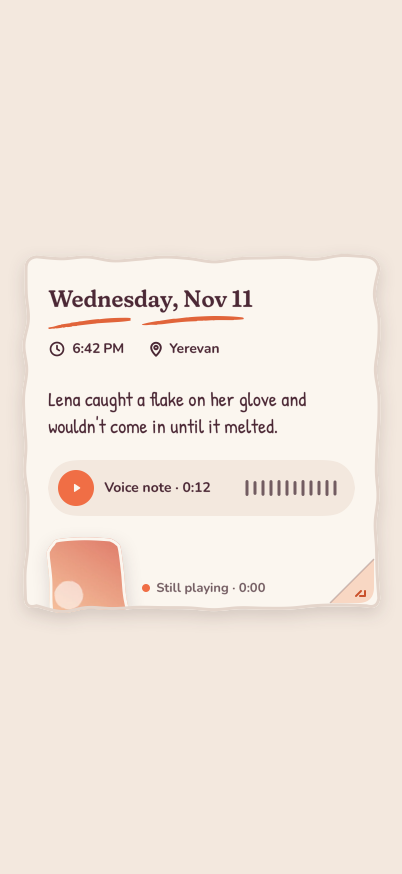 Wednesday, Nov 11
6:42 PM Yerevan
Lena caught a flake on her glove and
wouldn't come in until it melted.
Voice note · 0:12
Still playing · 0:00